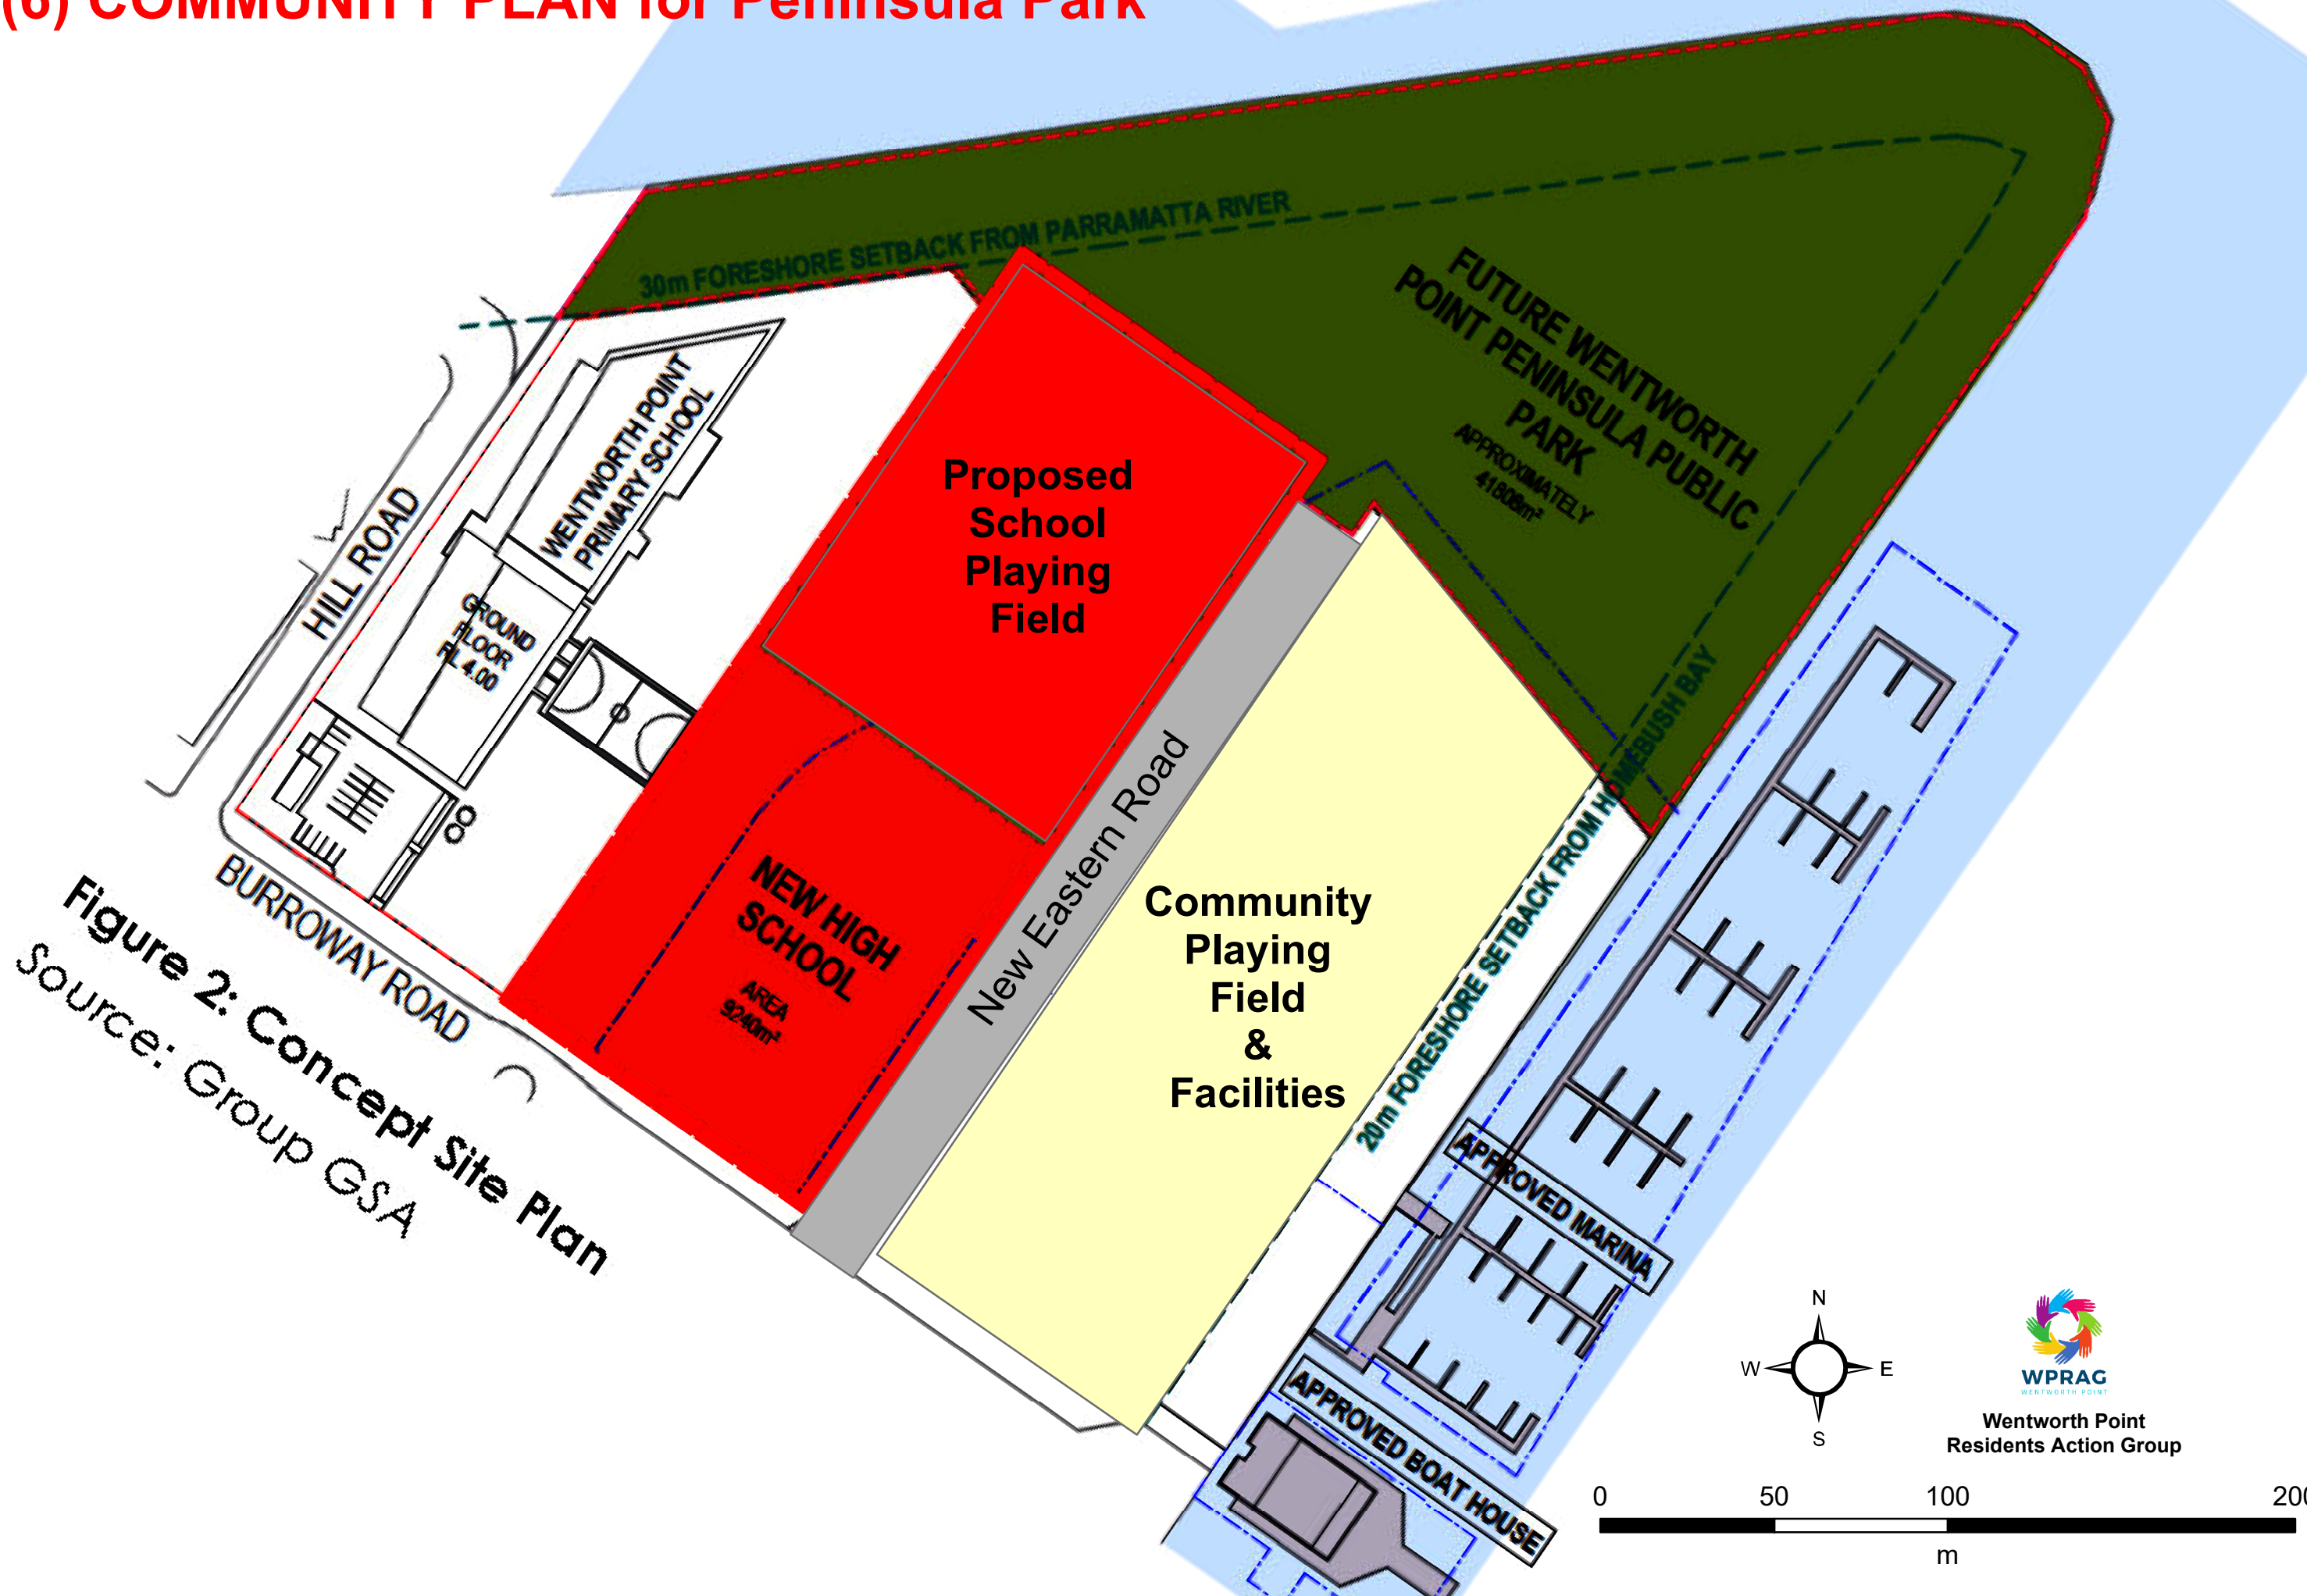 (6) COMMUNITY PLAN for Peninsula Park
30m FORESHORE SETBACK FROM PARRAMATTA RIVER
FUTURE WENTWORTH
POINT PENINSULA PUBLIC
PARK
APPROXIMATELY
41808m²
WENTWORTH POINT
PRIMARY SCHOOL
HILL ROAD
GROUND
FLOOR
RL4.00
Proposed
School
Playing
Field
NEW HIGH
SCHOOL
AREA
9240m²
New Eastern Road
Community
Playing
Field
&
Facilities
20m FORESHORE SETBACK FROM HOMEBUSH BAY
BURROWAY ROAD
Figure 2: Concept Site Plan
Source: Group GSA
APPROVED MARINA
APPROVED BOAT HOUSE
N
W
E
S
WPRAG
WENTWORTH POINT
Wentworth Point
Residents Action Group
0 50 100 200
m